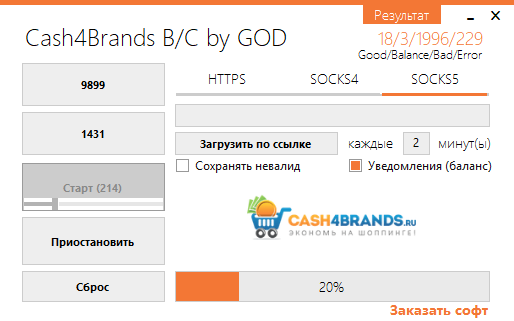 Результат
Cash4Brands B/C by GOD
18/3/1996/229
Good/Balance/Bad/Error
9899
1431
Старт (214)
Приостановить
Сброс
HTTPS SOCKS4 SOCKS5
Загрузить по ссылке каждые 2 минут(ы)
Сохранять невалид Уведомления (баланс)
CASH4BRANDS.RU
ЭКОНОМЬ НА ШОППИНГЕ!
20%
Заказать софт